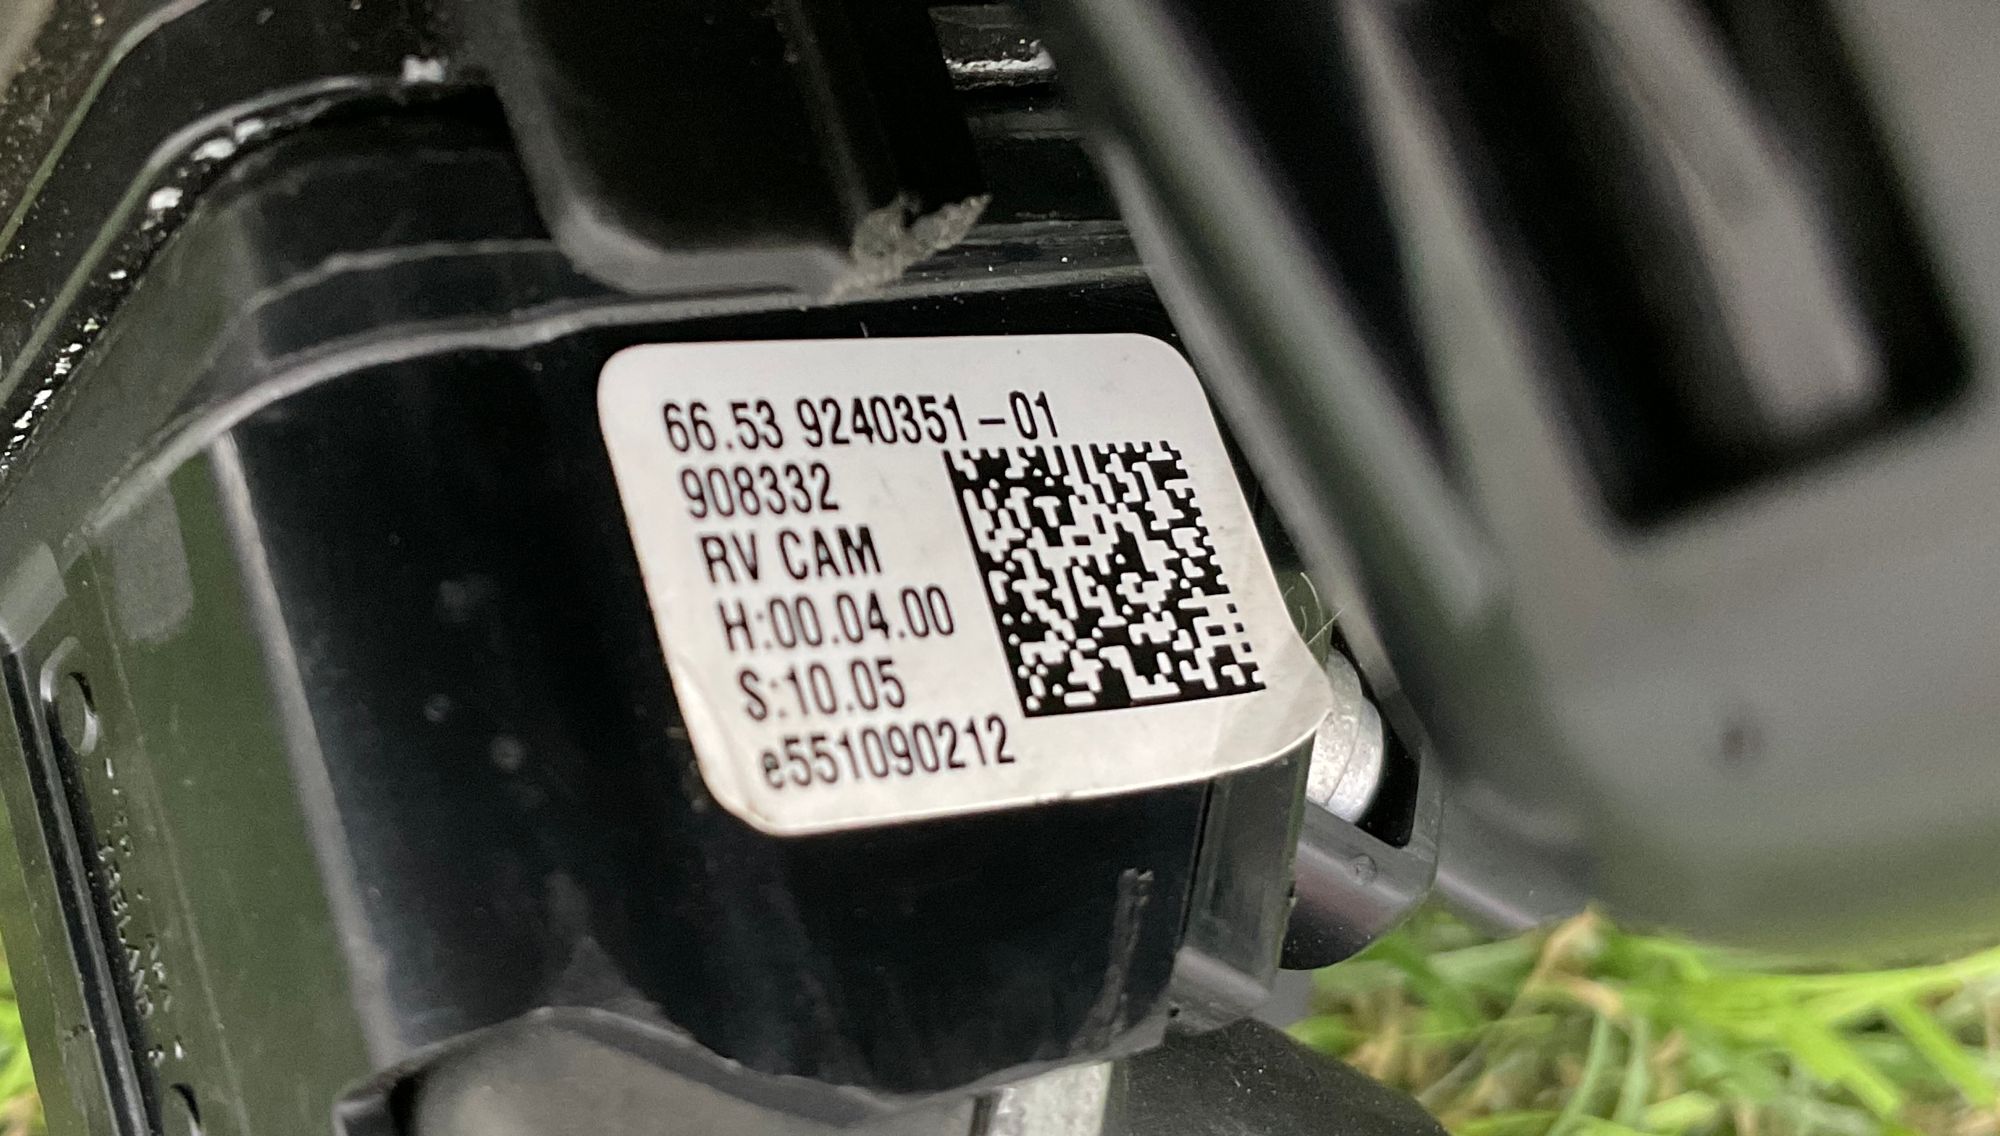 66.53 9240351-01
908332
RV CAM
H:00.04.00
S:10.05
e551090212